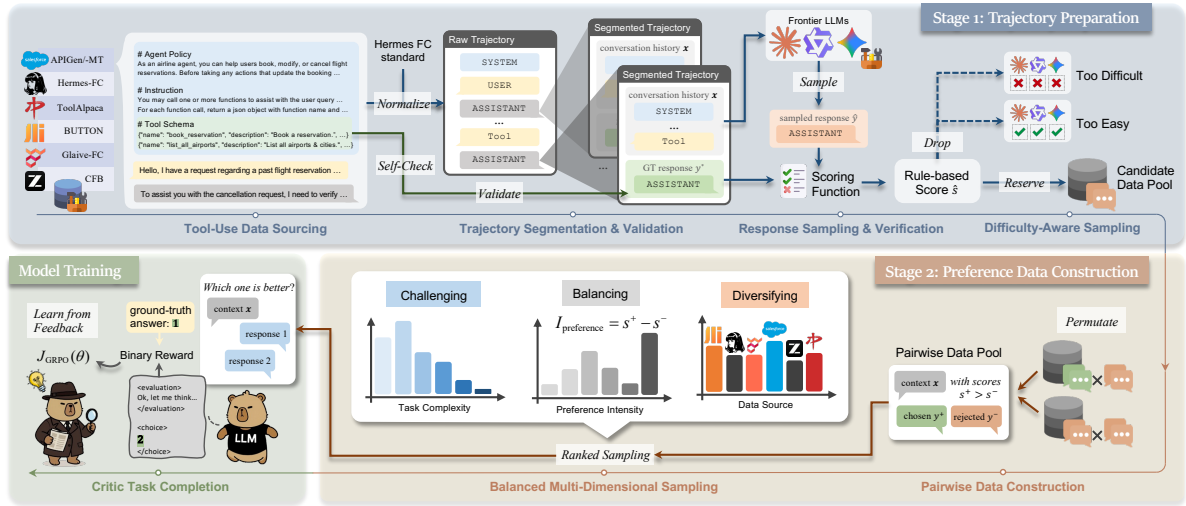 Stage 1: Trajectory Preparation
APIGen/-MT
Hermes-FC
ToolAlpaca
BUTTON
Glaive-FC
CFB
# Agent Policy
As an airline agent, you can help users book, modify, or cancel flight
reservations. Before taking any actions that update the booking ...
# Instruction
You may call one or more functions to assist with the user query ...
For each function call, return a json object with function name and ...
# Tool Schema
{"name": "book_reservation", "description": "Book a reservation.", ...}
{"name": "list_all_airports", "description": "List all airports & cities.", ...}
Hello, I have a request regarding a past flight reservation ...
To assist you with the cancellation request, I need to verify ...
Hermes FC
standard
Normalize
Self-Check
Validate
Raw Trajectory
SYSTEM
USER
ASSISTANT
Tool
ASSISTANT
...
Segmented Trajectory
conversation history x
Segmented Trajectory
conversation history x
SYSTEM
...
Tool
GT response y*
ASSISTANT
Frontier LLMs
Sample
sampled response ŷ
ASSISTANT
Scoring
Function
Rule-based
Score ŝ
Drop
Too Difficult
Too Easy
Reserve
Candidate
Data Pool
Tool-Use Data Sourcing
Trajectory Segmentation & Validation
Response Sampling & Verification
Difficulty-Aware Sampling
Model Training
Learn from
Feedback
J_GRPO(θ)
ground-truth
answer: 1
Binary Reward
<evaluation>
Ok, let me think...
</evaluation>
<choice>
2
</choice>
LLM
Which one is better?
context x
response 1
response 2
Critic Task Completion
Stage 2: Preference Data Construction
Challenging
Task Complexity
Balancing
I_preference = s⁺ − s⁻
Preference Intensity
Diversifying
salesforce
Data Source
Ranked Sampling
Pairwise Data Pool
context x
with scores
s⁺ > s⁻
chosen y⁺
rejected y⁻
Permutate
Balanced Multi-Dimensional Sampling
Pairwise Data Construction